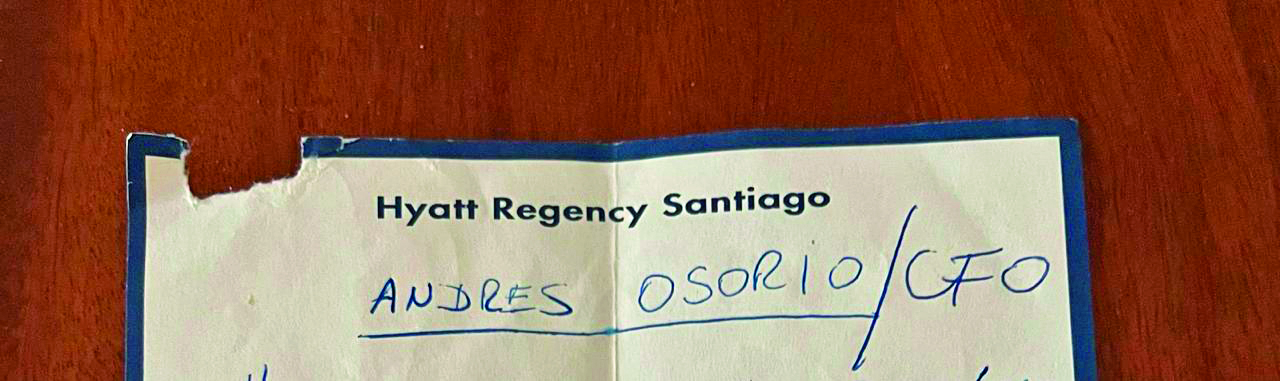 Hyatt Regency Santiago
ANDRES OSORIO/CFO